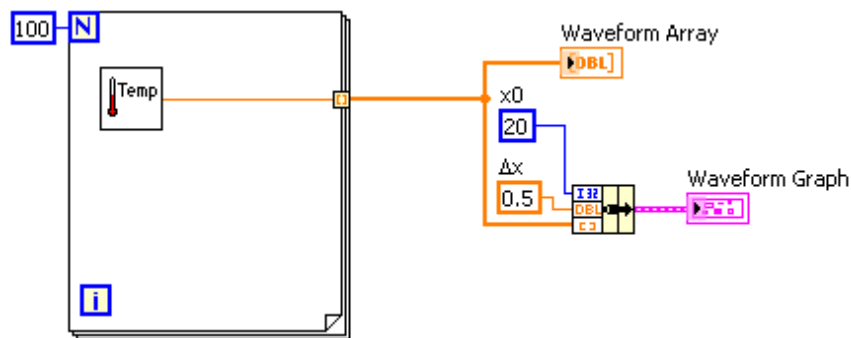 100
N
Temp
[]
i
Waveform Array
[DBL]
x0
20
Δx
0.5
I32
DBL
[]
Waveform Graph